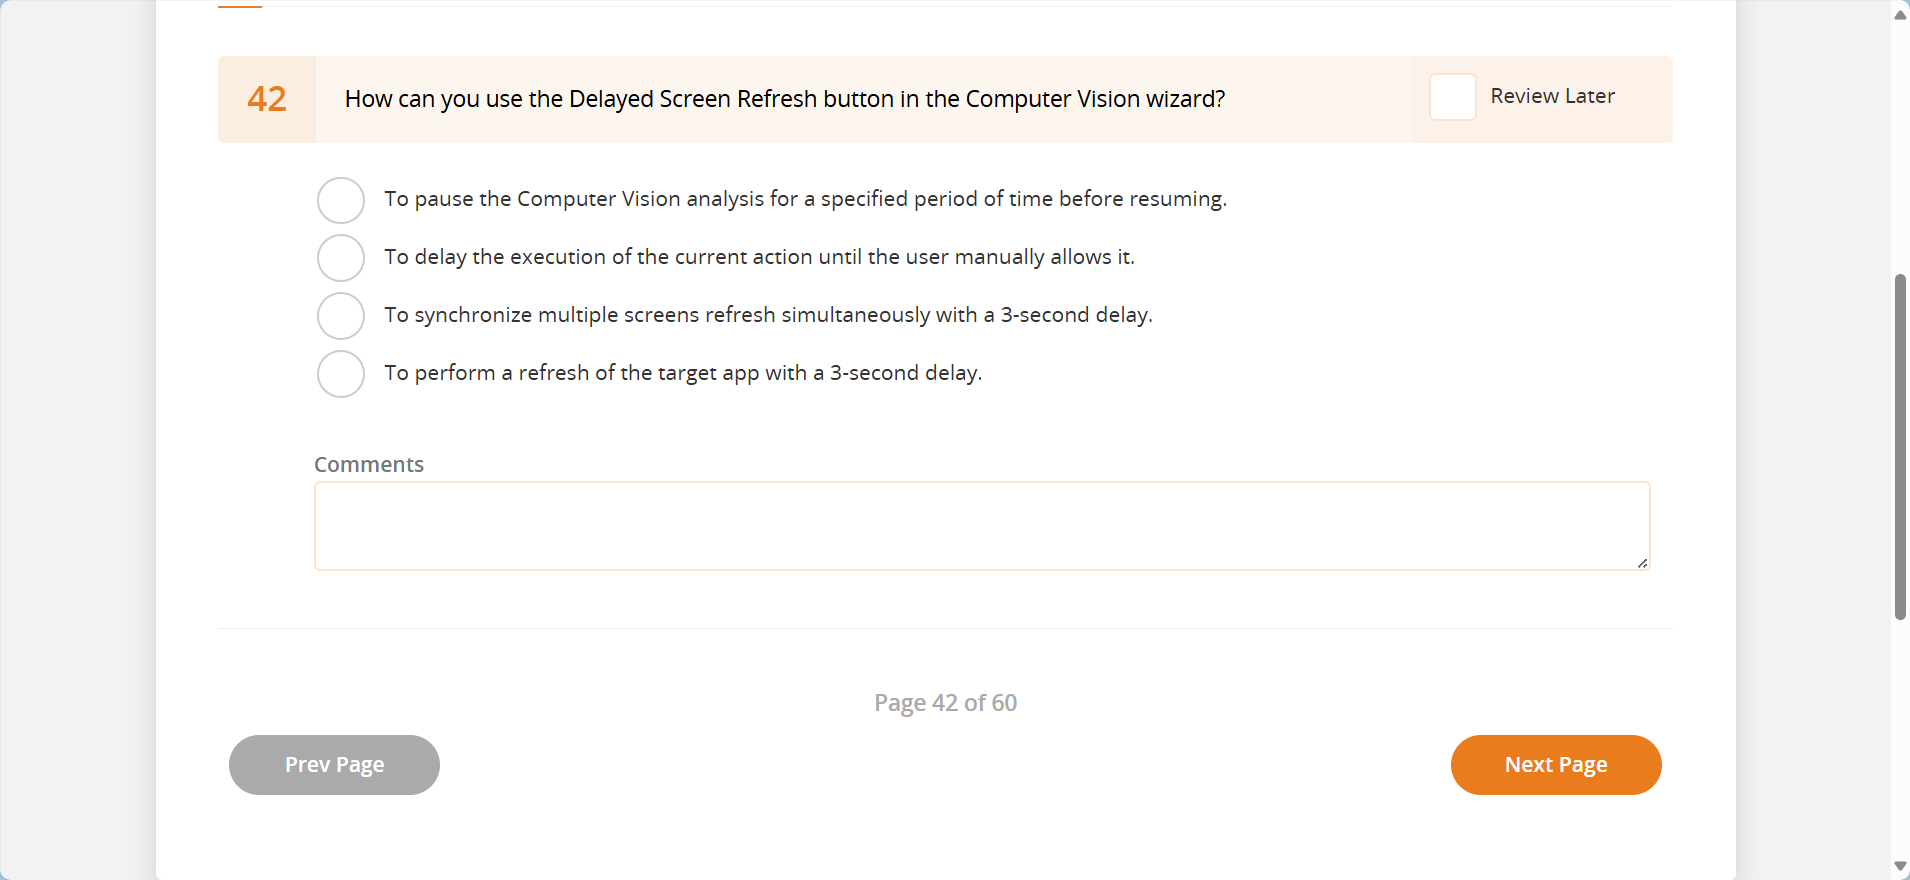 42
How can you use the Delayed Screen Refresh button in the Computer Vision wizard?
Review Later
To pause the Computer Vision analysis for a specified period of time before resuming.
To delay the execution of the current action until the user manually allows it.
To synchronize multiple screens refresh simultaneously with a 3-second delay.
To perform a refresh of the target app with a 3-second delay.
Comments
Page 42 of 60
Prev Page
Next Page